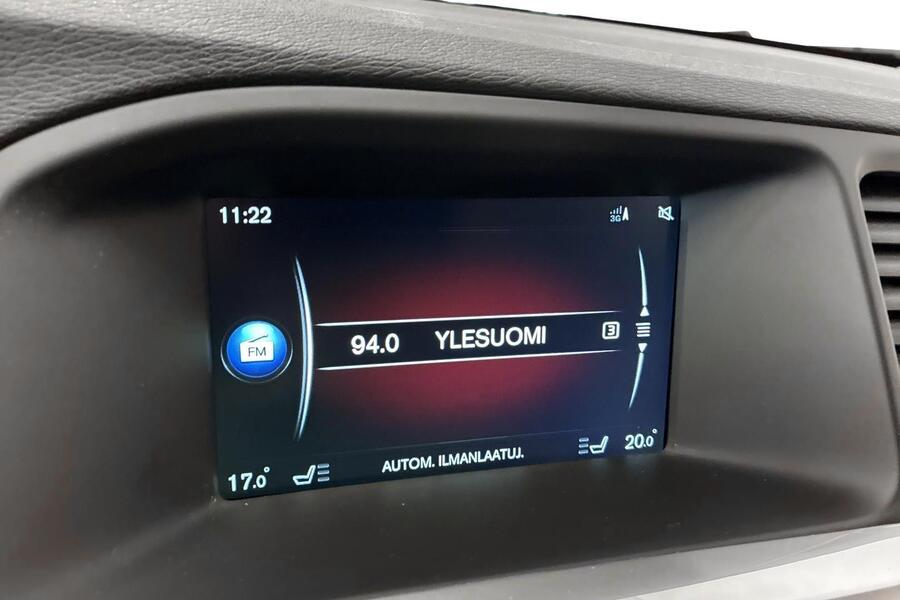 11:22
3G
FM
94.0 YLESUOMI 3
17.0° AUTOM. ILMANLAATUJ. 20.0°